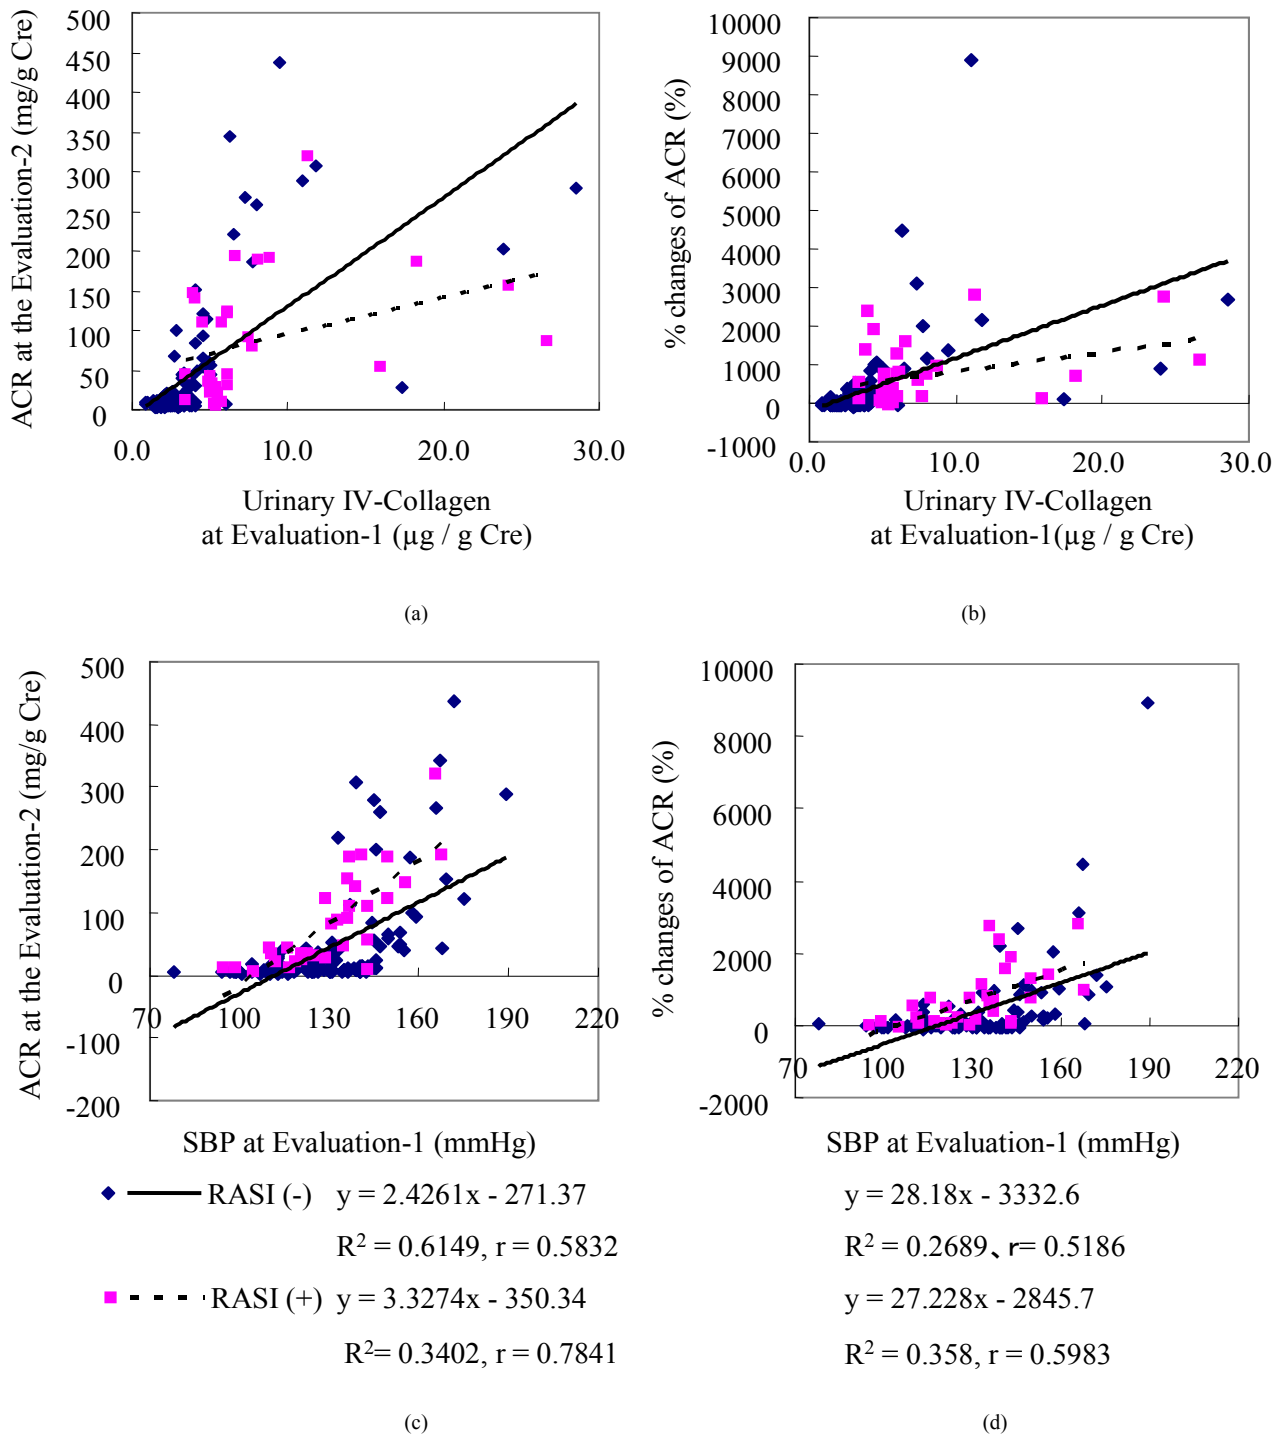 500
450
400
350
300
250
200
150
100
50
0
0.0 10.0 20.0 30.0
ACR at the Evaluation-2 (mg/g Cre)
Urinary IV-Collagen
at Evaluation-1 (µg / g Cre)
(a)
10000
9000
8000
7000
6000
5000
4000
3000
2000
1000
0
-1000
0.0 10.0 20.0 30.0
% changes of ACR (%)
Urinary IV-Collagen
at Evaluation-1(µg / g Cre)
(b)
500
400
300
200
100
0
-100
-200
70 100 130 160 190 220
ACR at the Evaluation-2 (mg/g Cre)
SBP at Evaluation-1 (mmHg)
RASI (-) y = 2.4261x - 271.37
R² = 0.6149, r = 0.5832
RASI (+) y = 3.3274x - 350.34
R²= 0.3402, r = 0.7841
(c)
10000
8000
6000
4000
2000
0
-2000
70 100 130 160 190 220
% changes of ACR (%)
SBP at Evaluation-1 (mmHg)
y = 28.18x - 3332.6
R² = 0.2689、r= 0.5186
y = 27.228x - 2845.7
R² = 0.358, r = 0.5983
(d)